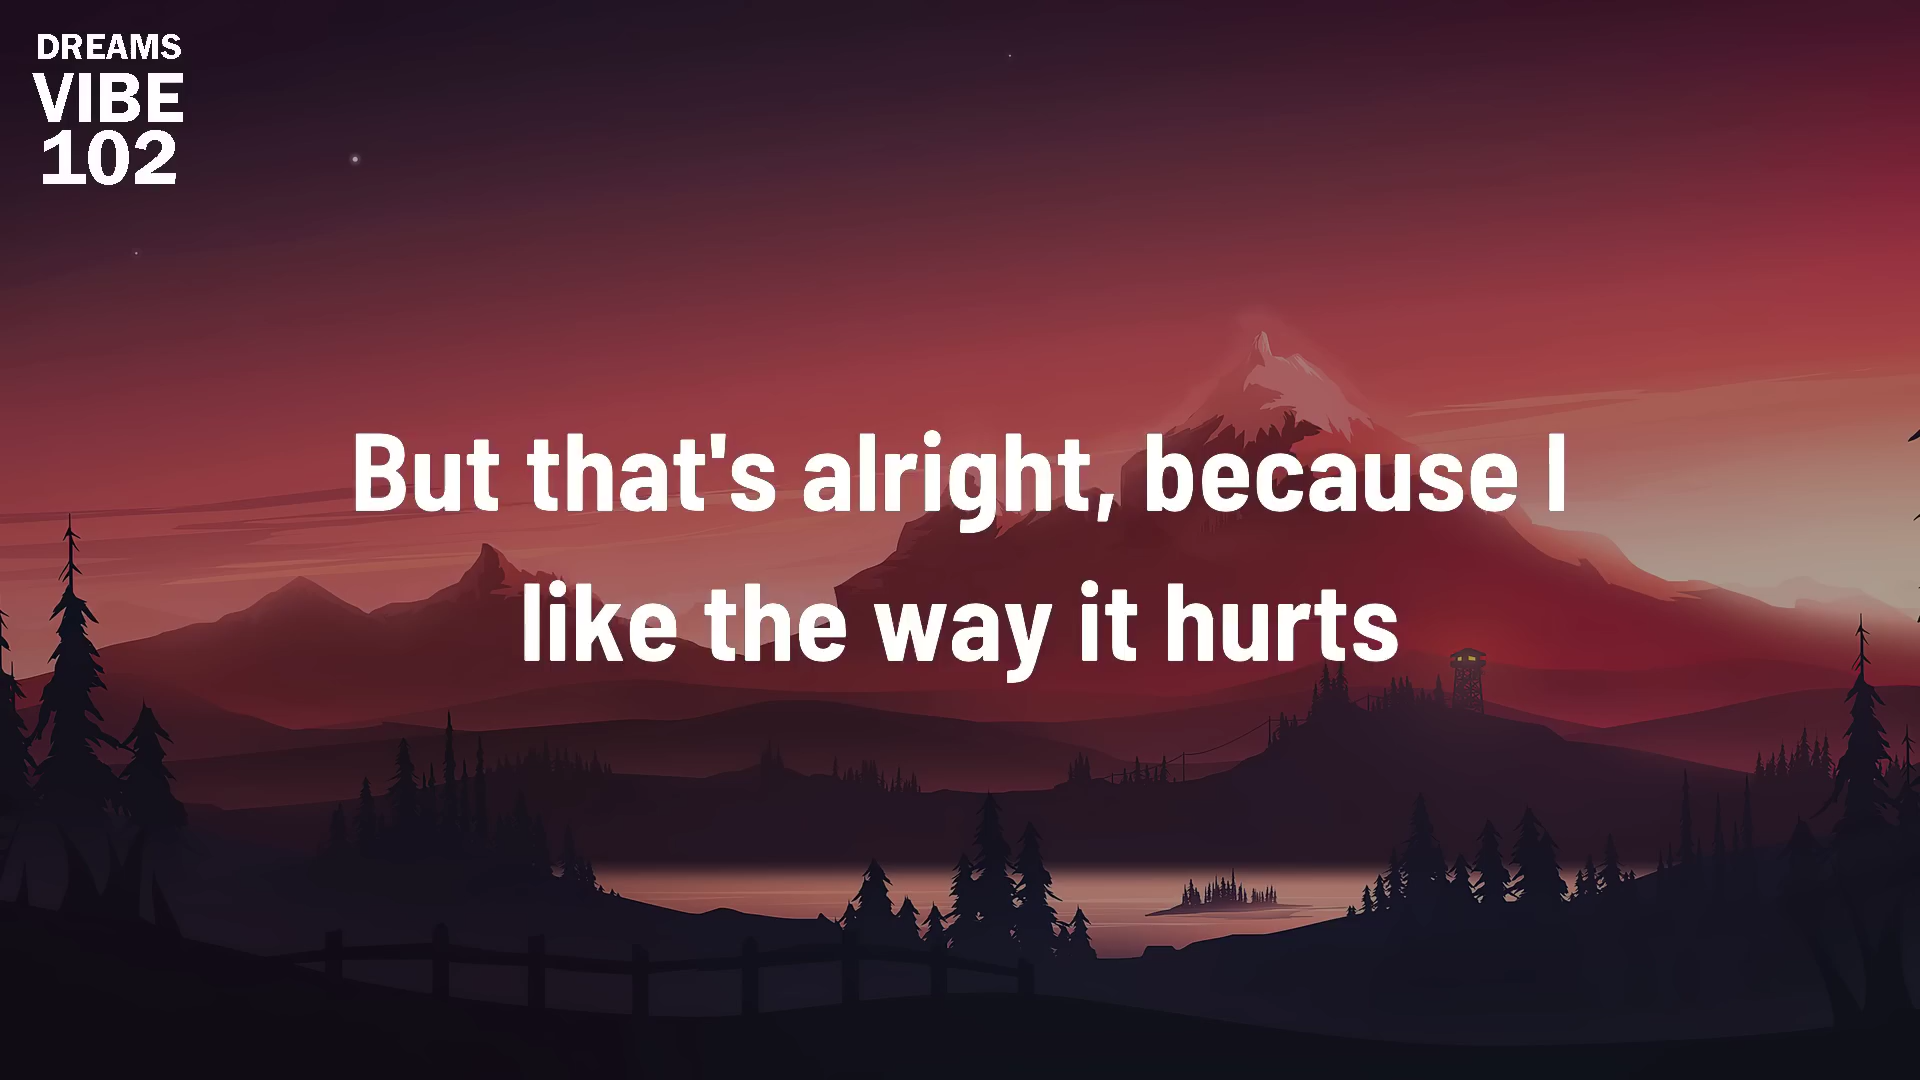 DREAMS
VIBE
102
But that's alright, because I
like the way it hurts